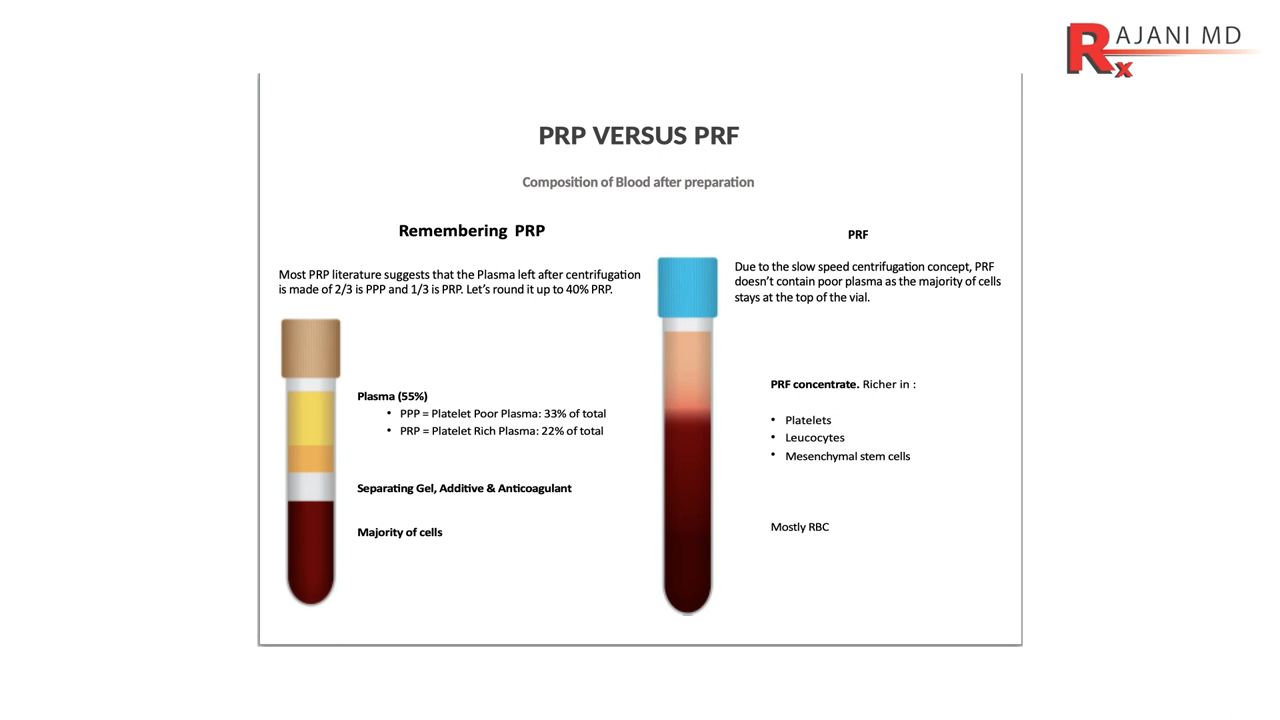 Rx AJANI MD
PRP VERSUS PRF
Composition of Blood after preparation
Remembering PRP
Most PRP literature suggests that the Plasma left after centrifugation
is made of 2/3 is PPP and 1/3 is PRP. Let’s round it up to 40% PRP.
Plasma (55%)
• PPP = Platelet Poor Plasma: 33% of total
• PRP = Platelet Rich Plasma: 22% of total
Separating Gel, Additive & Anticoagulant
Majority of cells
PRF
Due to the slow speed centrifugation concept, PRF
doesn’t contain poor plasma as the majority of cells
stays at the top of the vial.
PRF concentrate. Richer in :
• Platelets
• Leucocytes
• Mesenchymal stem cells
Mostly RBC